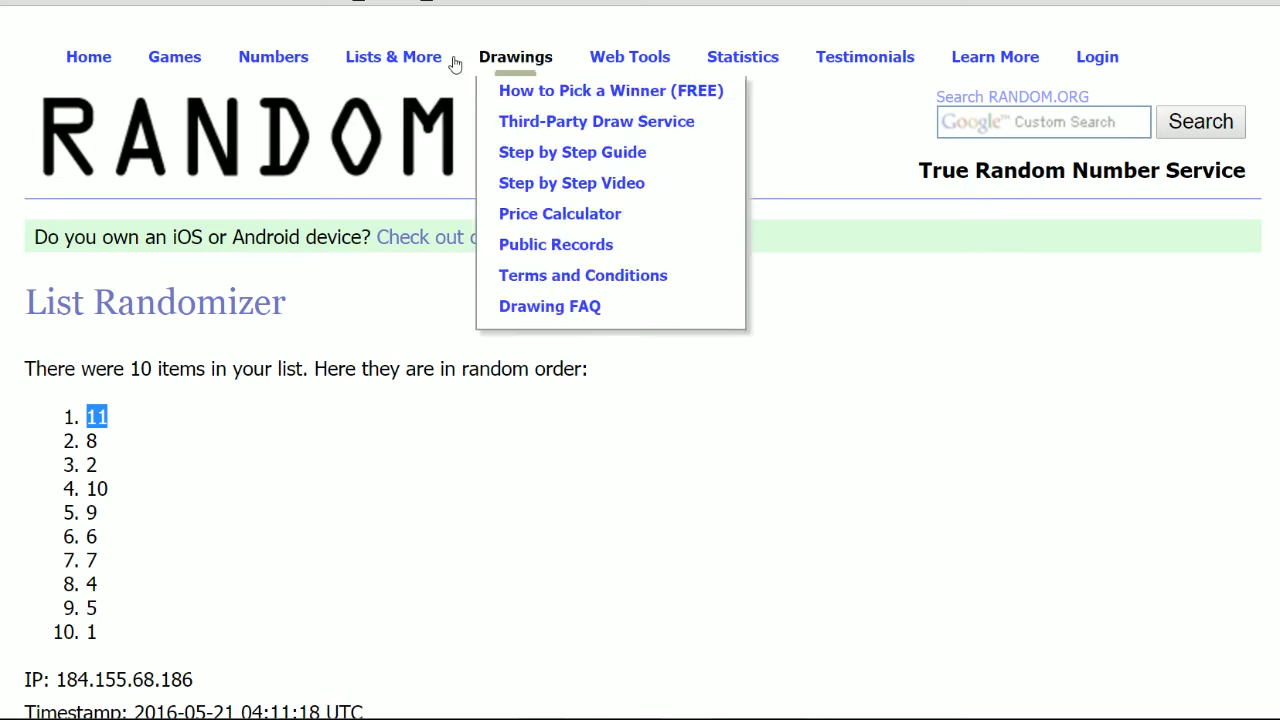 Home Games Numbers Lists & More Drawings Web Tools Statistics Testimonials Learn More Login
How to Pick a Winner (FREE)
Third-Party Draw Service
Step by Step Guide
Step by Step Video
Price Calculator
Public Records
Terms and Conditions
Drawing FAQ
RANDOM
Search RANDOM.ORG
Google™ Custom Search Search
True Random Number Service
Do you own an iOS or Android device? Check out
List Randomizer
There were 10 items in your list. Here they are in random order:
1. 11
2. 8
3. 2
4. 10
5. 9
6. 6
7. 7
8. 4
9. 5
10. 1
IP: 184.155.68.186
Timestamp: 2016-05-21 04:11:18 UTC